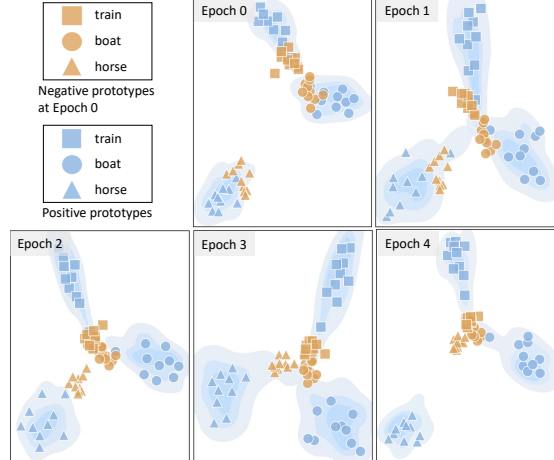 train
boat
horse
Negative prototypes
at Epoch 0
train
boat
horse
Positive prototypes
Epoch 0
Epoch 1
Epoch 2
Epoch 3
Epoch 4